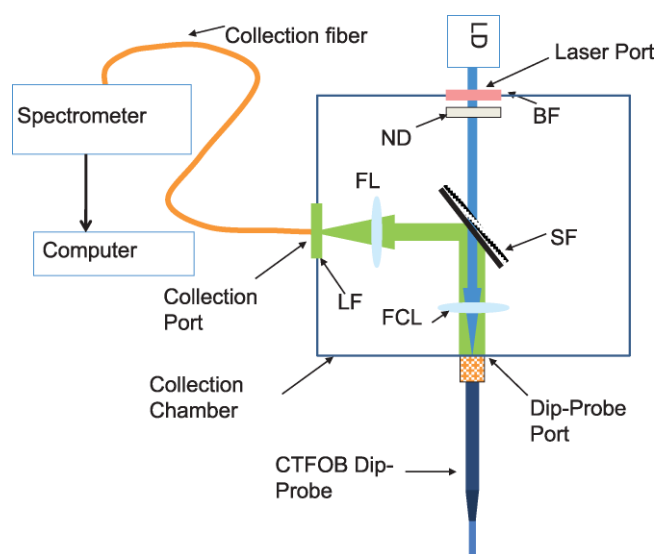 Collection fiber
LD
Laser Port
Spectrometer
BF
ND
FL
SF
Computer
Collection
Port
LF
FCL
Collection
Chamber
Dip-Probe
Port
CTFOB Dip-
Probe